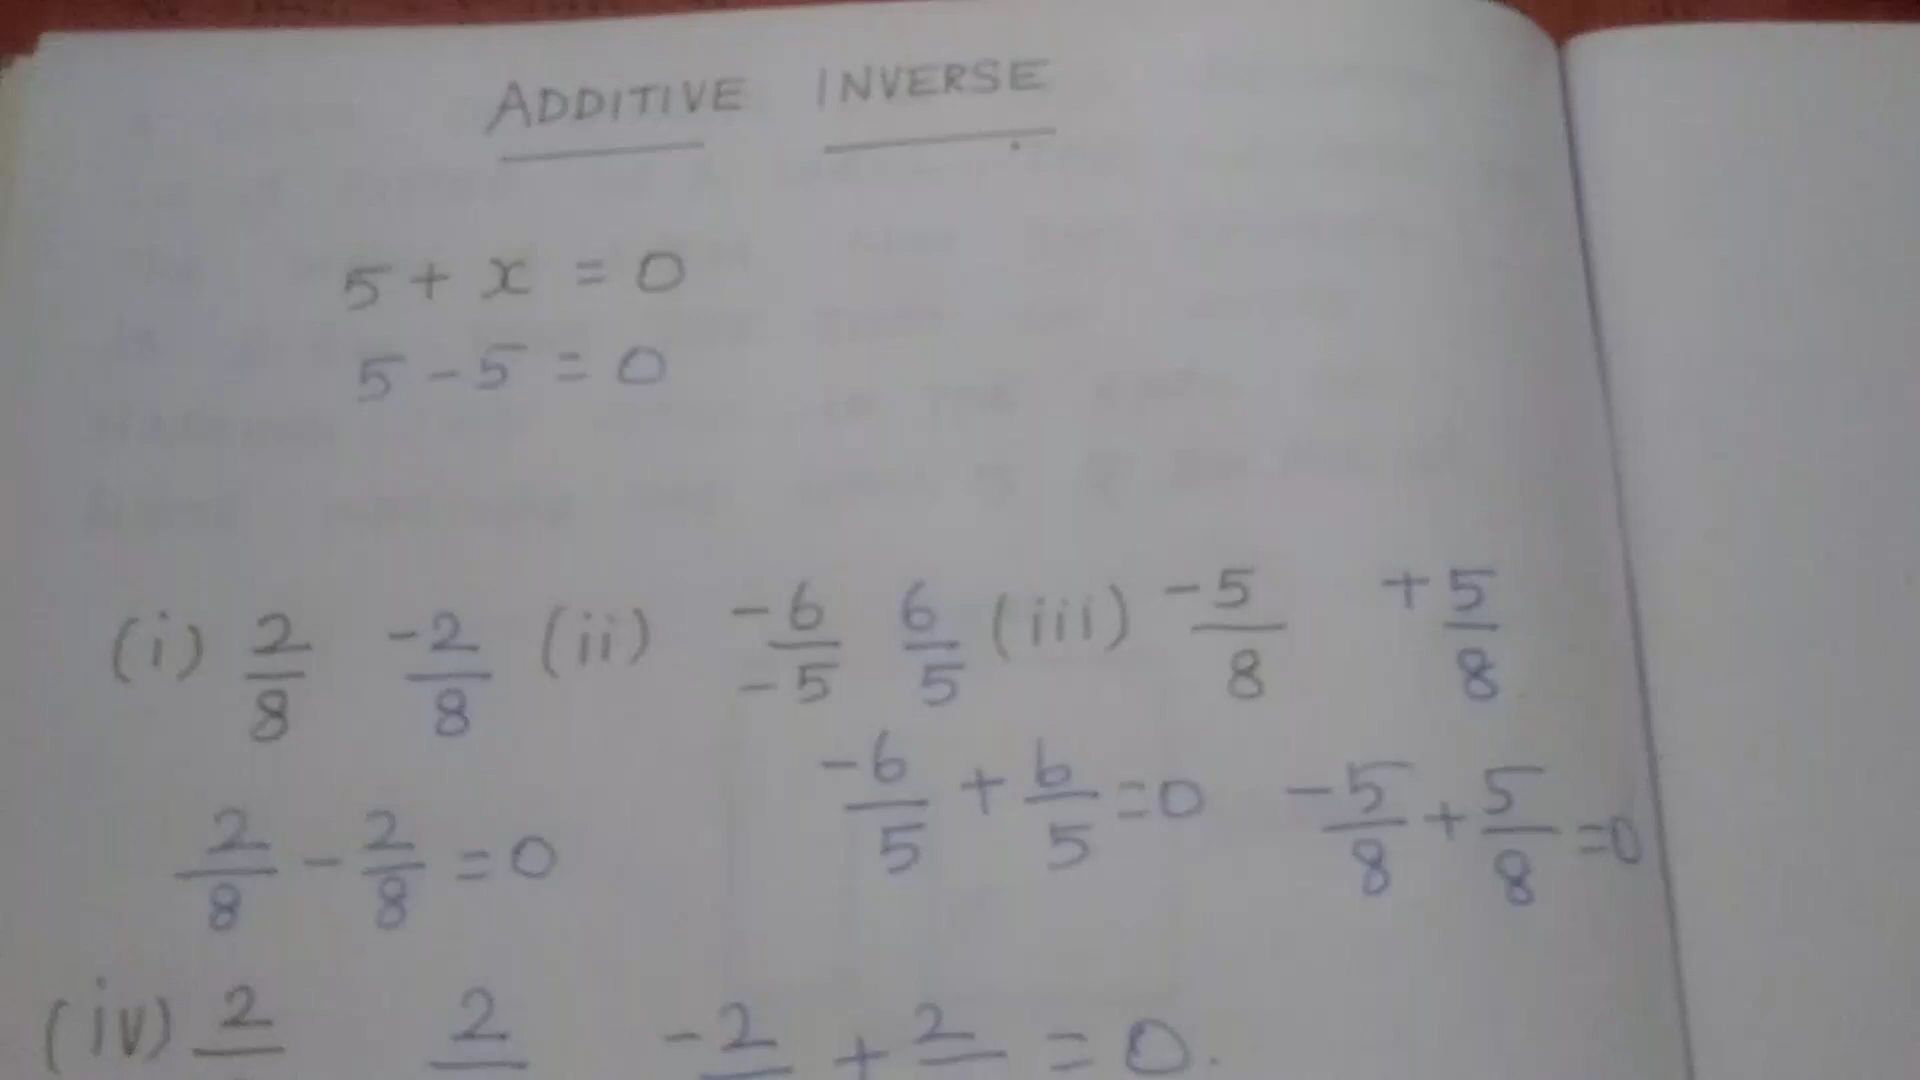 ADDITIVE INVERSE
5 + x = 0
5 - 5 = 0
(i) 2/8 -2/8 (ii) -6/-5 6/5 (iii) -5/8 +5/8
2/8 - 2/8 = 0 -6/5 + 6/5 = 0 -5/8 + 5/8 = 0
(iv) 2 2 -2 + 2 = 0.